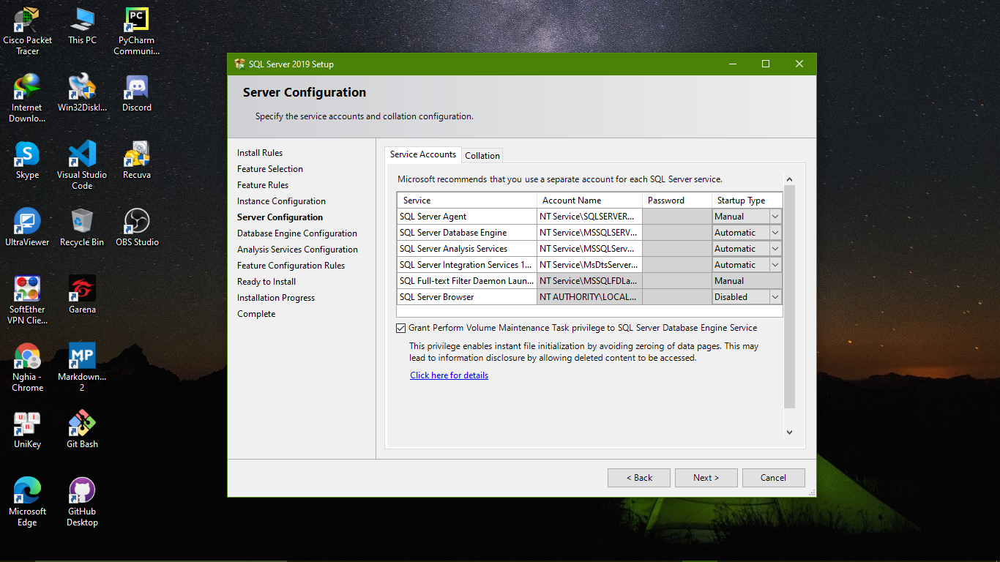 Cisco Packet
Tracer
This PC
PyCharm
Communi...
Internet
Downlo...
Win32Diskl...
Discord
Skype
Visual Studio
Code
Recuva
UltraViewer
Recycle Bin
OBS Studio
SoftEther
VPN Clie...
Garena
Nghia -
Chrome
Markdown...
2
UniKey
Git Bash
Microsoft
Edge
GitHub
Desktop
SQL Server 2019 Setup
Server Configuration
Specify the service accounts and collation configuration.
Install Rules
Feature Selection
Feature Rules
Instance Configuration
Server Configuration
Database Engine Configuration
Analysis Services Configuration
Feature Configuration Rules
Ready to Install
Installation Progress
Complete
Service Accounts Collation
Microsoft recommends that you use a separate account for each SQL Server service.
Service Account Name Password Startup Type
SQL Server Agent NT Service\SQLSERVER... Manual
SQL Server Database Engine NT Service\MSSQLSERV... Automatic
SQL Server Analysis Services NT Service\MSSQLServ... Automatic
SQL Server Integration Services 1... NT Service\MsDtsServer... Automatic
SQL Full-text Filter Daemon Laun... NT Service\MSSQLFDLa... Manual
SQL Server Browser NT AUTHORITY\LOCAL... Disabled
Grant Perform Volume Maintenance Task privilege to SQL Server Database Engine Service
This privilege enables instant file initialization by avoiding zeroing of data pages. This may
lead to information disclosure by allowing deleted content to be accessed.
Click here for details
< Back Next > Cancel